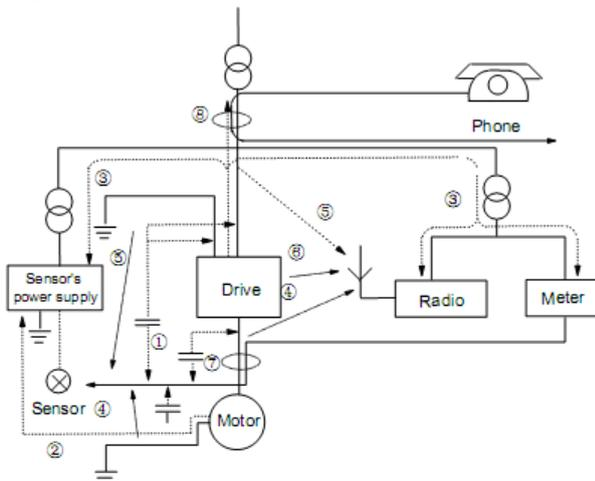 ⑧
Phone
③
③
⑤
⑤
⑥
Sensor's
power supply
Drive
④
Radio
Meter
①
⑦
Sensor
④
Motor
②